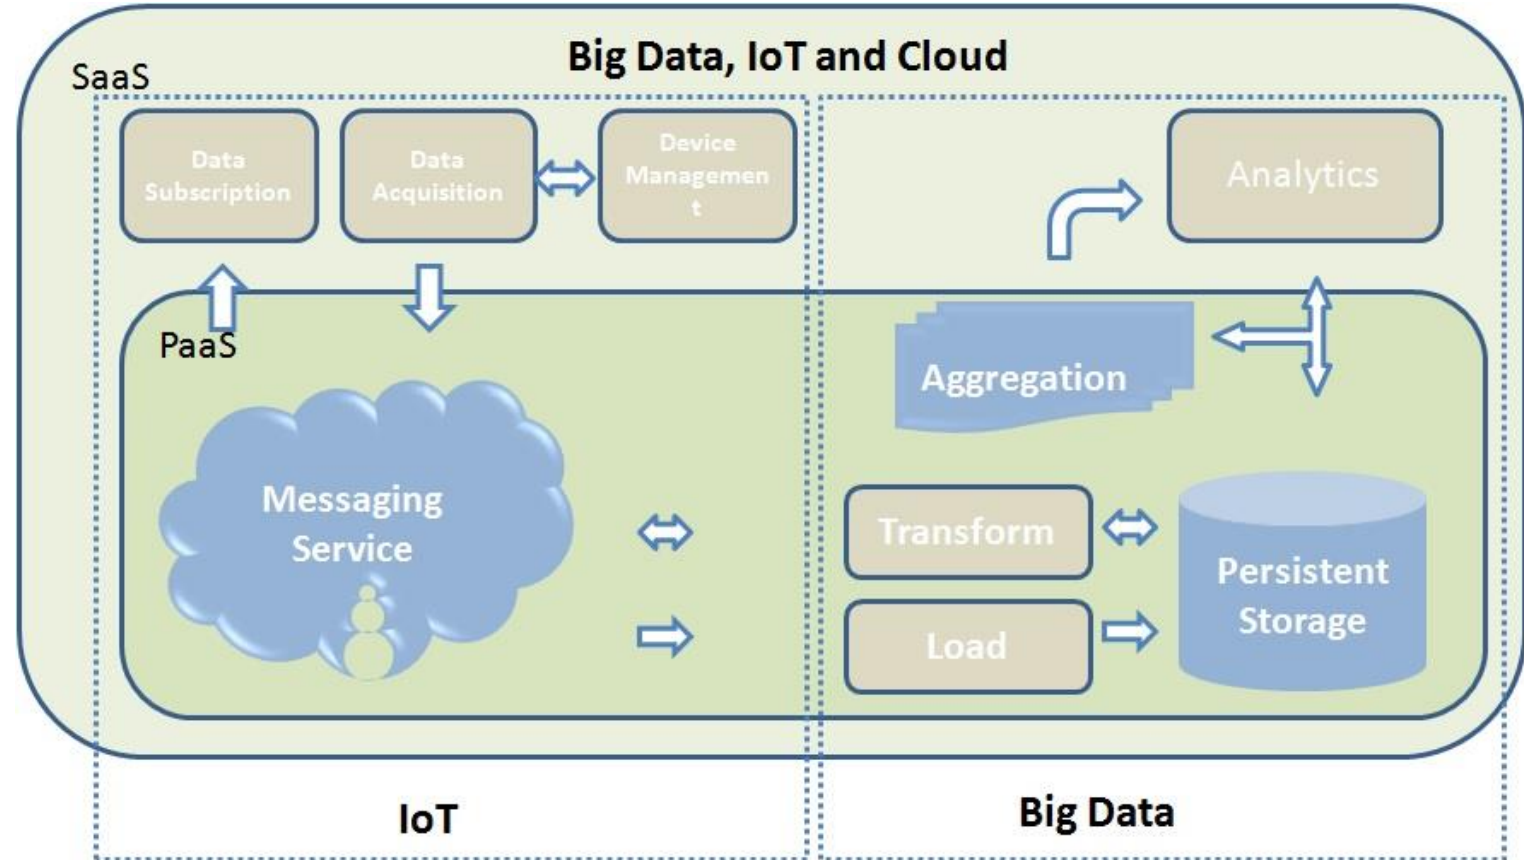 Big Data, IoT and Cloud
SaaS
Data
Subscription
Data
Acquisition
Device
Managemen
t
Analytics
PaaS
Aggregation
Messaging
Service
Transform
Load
Persistent
Storage
IoT
Big Data